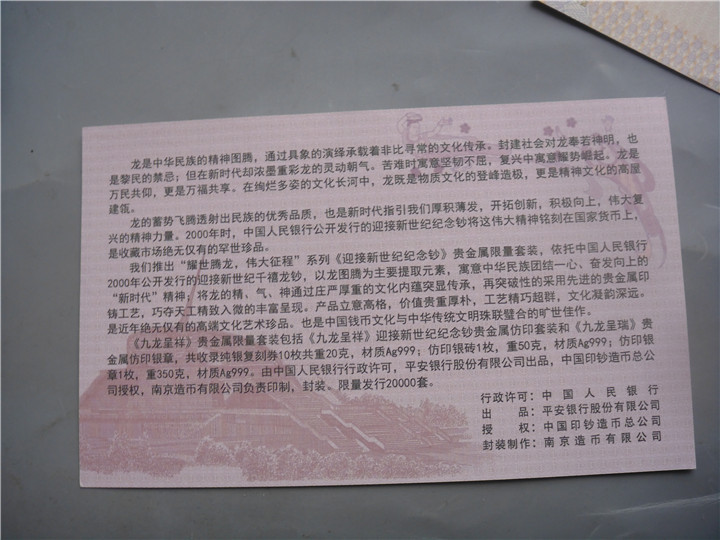 龙是中华民族的精神图腾，通过具象的演绎承载着非比寻常的文化传承。封建社会对龙奉若神明，也
是黎民的禁忌；但在新时代却浓墨重彩龙的灵动朝气。苦难时寓意坚韧不屈，复兴中寓意耀势崛起。龙是
万民共仰，更是万福共享。在绚烂多姿的文化长河中，龙既是物质文化的登峰造极，更是精神文化的高屋
建瓴。
龙的蓄势飞腾透射出民族的优秀品质，也是新时代指引我们厚积薄发，开拓创新，积极向上，伟大复
兴的精神力量。2000年时，中国人民银行公开发行的迎接新世纪纪念钞将这伟大精神铭刻在国家货币上，
是收藏市场绝无仅有的罕世珍品。
我们推出“耀世腾龙，伟大征程”系列《迎接新世纪纪念钞》贵金属限量套装，依托中国人民银行
2000年公开发行的迎接新世纪千禧龙钞，以龙图腾为主要提取元素，寓意中华民族团结一心、奋发向上的
“新时代”精神；将龙的精、气、神通过庄严厚重的文化内蕴突显传承，再突破性的采用先进的贵金属印
铸工艺，巧夺天工精致入微的丰富呈现。产品立意高格，价值贵重厚朴，工艺精巧超群，文化凝韵深远。
是近年绝无仅有的高端文化艺术珍品。也是中国钱币文化与中华传统文明珠联璧合的旷世佳作。
《九龙呈祥》贵金属限量套装包括《九龙呈祥》迎接新世纪纪念钞贵金属仿印套装和《九龙呈瑞》贵
金属仿印银章，共收录纯银复刻券10枚共重20克，材质Ag999；仿印银砖1枚，重50克，材质Ag999；仿印银
章1枚，重350克，材质Ag999。由中国人民银行行政许可，平安银行股份有限公司出品，中国印钞造币总公
司授权，南京造币有限公司负责印制，封装。限量发行20000套。
行政许可：中国人民银行
出　　品：平安银行股份有限公司
授　　权：中国印钞造币总公司
封装制作：南京造币有限公司